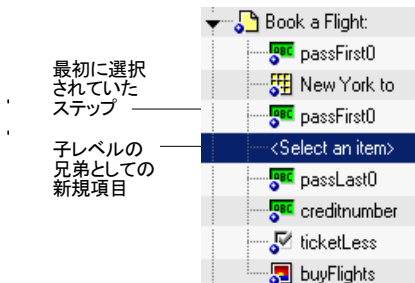 Book a Flight:
passFirst0
New York to
最初に選択
されていた
ステップ
passFirst0
子レベルの
兄弟としての
新規項目
<Select an item>
passLast0
creditnumber
ticketLess
buyFlights